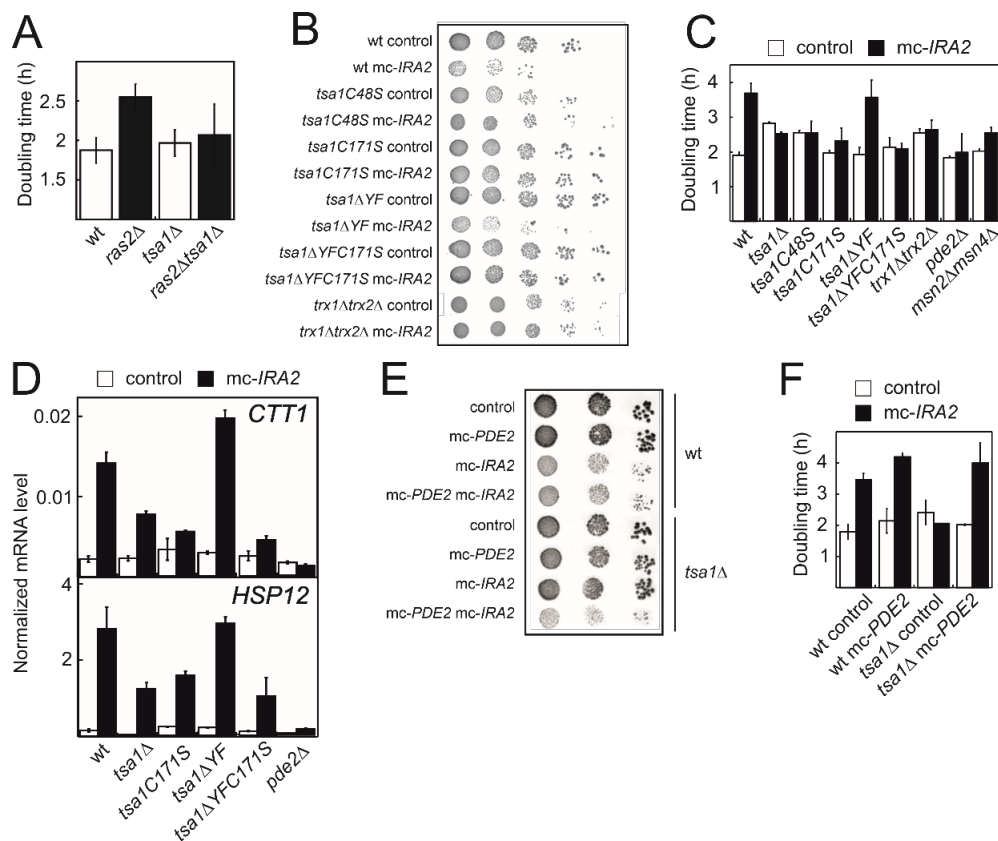 A
Doubling time (h)
2.5
2
1.5
wt
ras2Δ
tsa1Δ
ras2Δtsa1Δ
B
wt control
wt mc-IRA2
tsa1C48S control
tsa1C48S mc-IRA2
tsa1C171S control
tsa1C171S mc-IRA2
tsa1ΔYF control
tsa1ΔYF mc-IRA2
tsa1ΔYFC171S control
tsa1ΔYFC171S mc-IRA2
trx1Δtrx2Δ control
trx1Δtrx2Δ mc-IRA2
C
control mc-IRA2
Doubling time (h)
4
3
2
1
wt
tsa1Δ
tsa1C48S
tsa1C171S
tsa1ΔYF
tsa1ΔYFC171S
trx1Δtrx2Δ
pde2Δ
msn2Δmsn4Δ
D
control mc-IRA2
Normalized mRNA level
CTT1
0.02
0.01
HSP12
4
2
wt
tsa1Δ
tsa1C171S
tsa1ΔYF
tsa1ΔYFC171S
pde2Δ
E
control
mc-PDE2
mc-IRA2
mc-PDE2 mc-IRA2
wt
control
mc-PDE2
mc-IRA2
mc-PDE2 mc-IRA2
tsa1Δ
F
control
mc-IRA2
Doubling time (h)
4
3
2
1
wt control
wt mc-PDE2
tsa1Δ control
tsa1Δ mc-PDE2